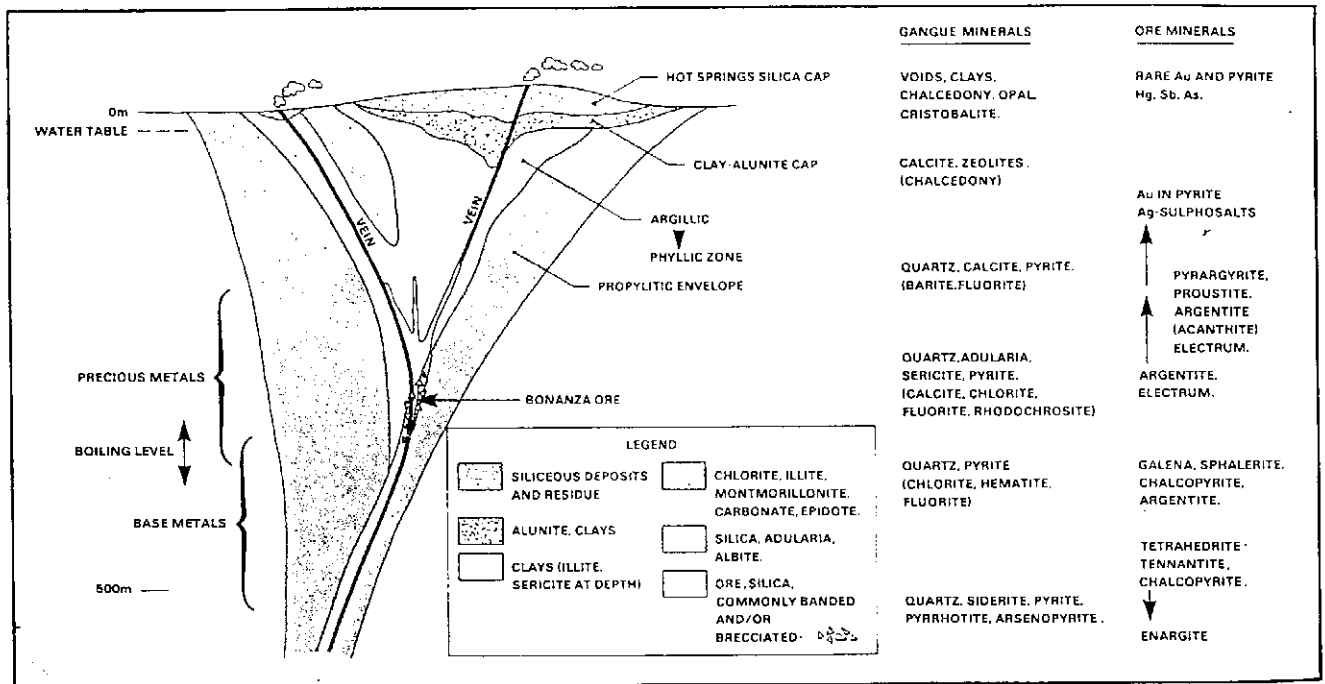 0m
WATER TABLE
PRECIOUS METALS
BOILING LEVEL
BASE METALS
500m
VEIN
VEIN
HOT SPRINGS SILICA CAP
CLAY-ALUNITE CAP
ARGILLIC
PHYLLIC ZONE
PROPYLITIC ENVELOPE
BONANZA ORE
LEGEND
SILICEOUS DEPOSITS
AND RESIDUE
ALUNITE, CLAYS
CLAYS (ILLITE,
SERICITE AT DEPTH)
CHLORITE, ILLITE,
MONTMORILLONITE,
CARBONATE, EPIDOTE.
SILICA, ADULARIA,
ALBITE.
ORE, SILICA,
COMMONLY BANDED
AND/OR
BRECCIATED-
GANGUE MINERALS
VOIDS, CLAYS,
CHALCEDONY, OPAL,
CRISTOBALITE.
CALCITE, ZEOLITES.
(CHALCEDONY)
QUARTZ, CALCITE, PYRITE.
(BARITE, FLUORITE)
QUARTZ, ADULARIA,
SERICITE, PYRITE.
(CALCITE, CHLORITE,
FLUORITE, RHODOCHROSITE)
QUARTZ, PYRITE
(CHLORITE, HEMATITE,
FLUORITE)
QUARTZ, SIDERITE, PYRITE,
PYRRHOTITE, ARSENOPYRITE.
ORE MINERALS
RARE Au AND PYRITE
Hg, Sb, As.
Au IN PYRITE
Ag-SULPHOSALTS
PYRARGYRITE,
PROUSTITE.
ARGENTITE
(ACANTHITE)
ELECTRUM.
ARGENTITE.
ELECTRUM.
GALENA, SPHALERITE.
CHALCOPYRITE,
ARGENTITE.
TETRAHEDRITE-
TENNANTITE,
CHALCOPYRITE.
ENARGITE